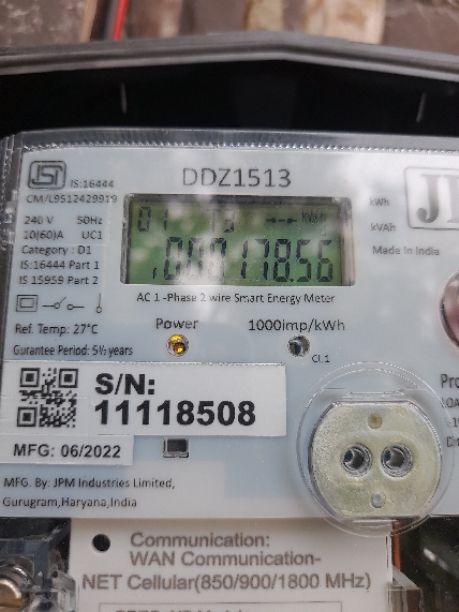 DDZ1513
IS:16444
CM/L9512429919
240 V 50Hz
10(60)A UC1
Category : D1
IS:16444 Part 1
IS 15959 Part 2
01
000178.56
kWh
kVAh
Made in India
AC 1 -Phase 2 wire Smart Energy Meter
Ref. Temp: 27°C
Power 1000imp/kWh
Gurantee Period: 5½ years
Cl.1
S/N:
11118508
MFG: 06/2022
MFG. By: JPM Industries Limited,
Gurugram,Haryana,India
Communication:
WAN Communication-
NET Cellular(850/900/1800 MHz)